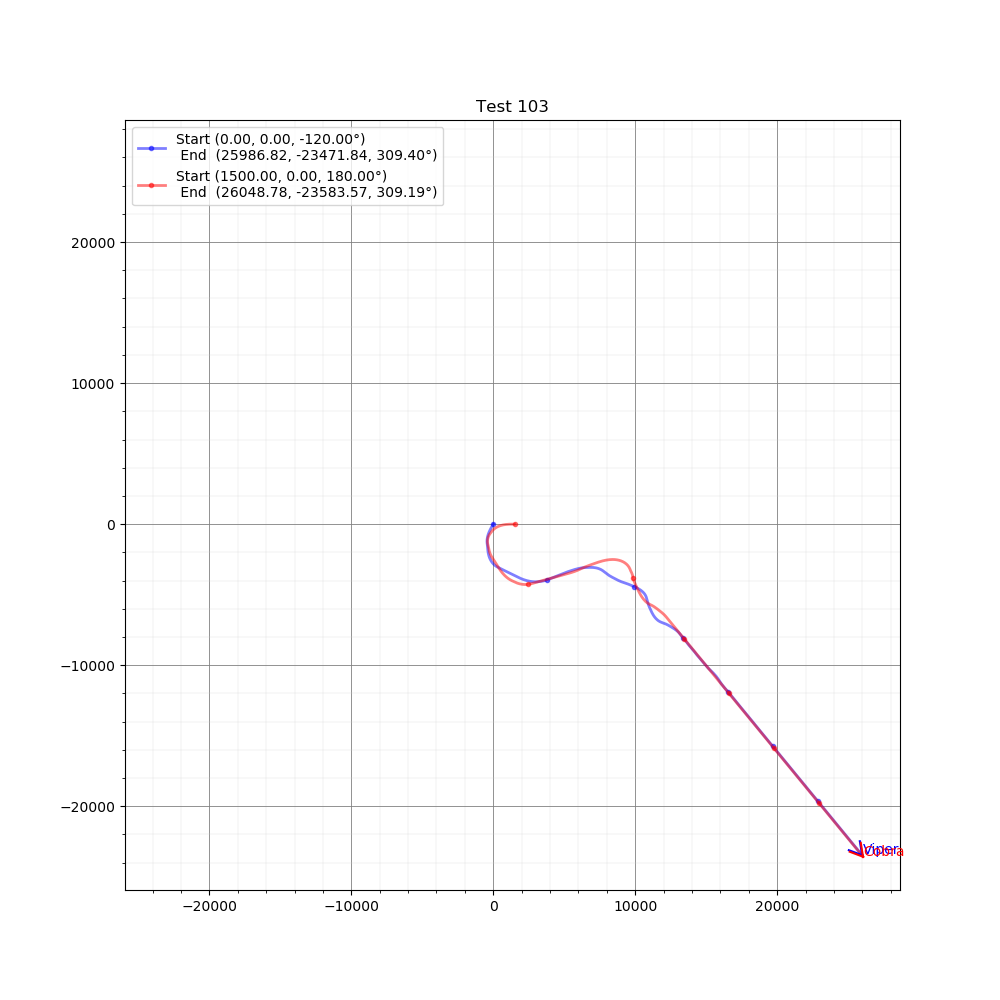 Test 103
Start (0.00, 0.00, -120.00°)
End (25986.82, -23471.84, 309.40°)
Start (1500.00, 0.00, 180.00°)
End (26048.78, -23583.57, 309.19°)
20000
10000
0
−10000
−20000
Viper
Cobra
−20000 −10000 0 10000 20000